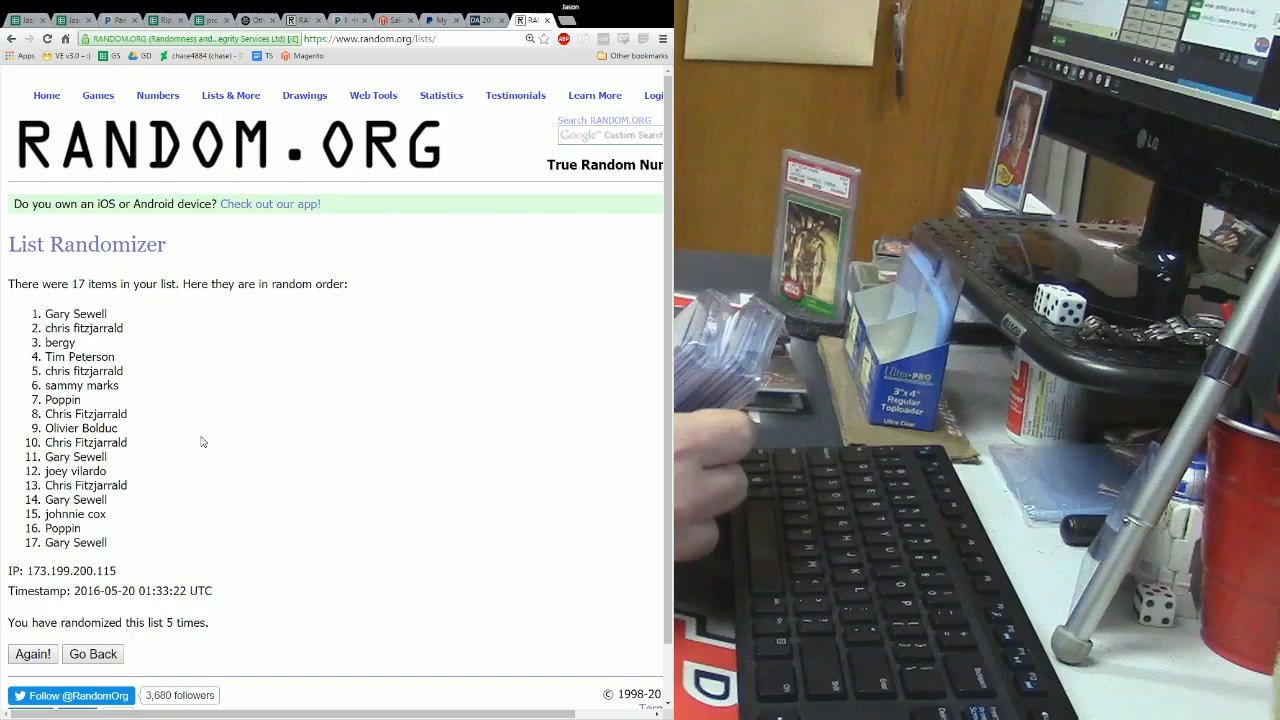 Jason
RANDOM.ORG (Randomness and
egrity Services Ltd) [IE]
https://www.random.org/lists/
Apps
VE v3.0
GS
GD
chase4884 (chase)
TS
Magento
Other bookmarks
Home Games Numbers Lists & More Drawings Web Tools Statistics Testimonials Learn More Logi
RANDOM.ORG
Search RANDOM.ORG
Google™ Custom Search
True Random Nu
Do you own an iOS or Android device? Check out our app!
List Randomizer
There were 17 items in your list. Here they are in random order:
1. Gary Sewell
2. chris fitzjarrald
3. bergy
4. Tim Peterson
5. chris fitzjarrald
6. sammy marks
7. Poppin
8. Chris Fitzjarrald
9. Olivier Bolduc
10. Chris Fitzjarrald
11. Gary Sewell
12. joey vilardo
13. Chris Fitzjarrald
14. Gary Sewell
15. johnnie cox
16. Poppin
17. Gary Sewell
IP: 173.199.200.115
Timestamp: 2016-05-20 01:33:22 UTC
You have randomized this list 5 times.
Again! Go Back
Follow @RandomOrg 3,680 followers
© 1998-20
Term
LG
Ultra·PRO
3"x4"
Regular
Toploader
Ultra Clear